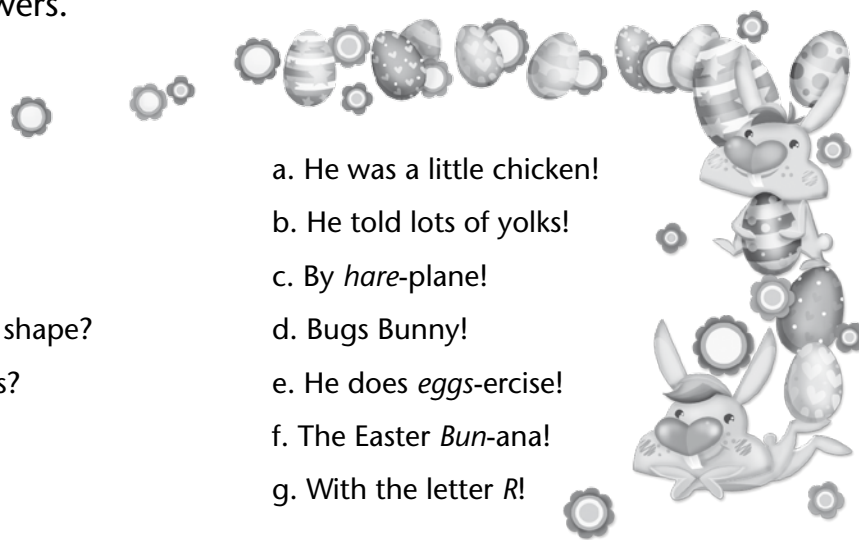 wers.
a. He was a little chicken!
b. He told lots of yolks!
c. By hare-plane!
shape? d. Bugs Bunny!
s? e. He does eggs-ercise!
f. The Easter Bun-ana!
g. With the letter R!